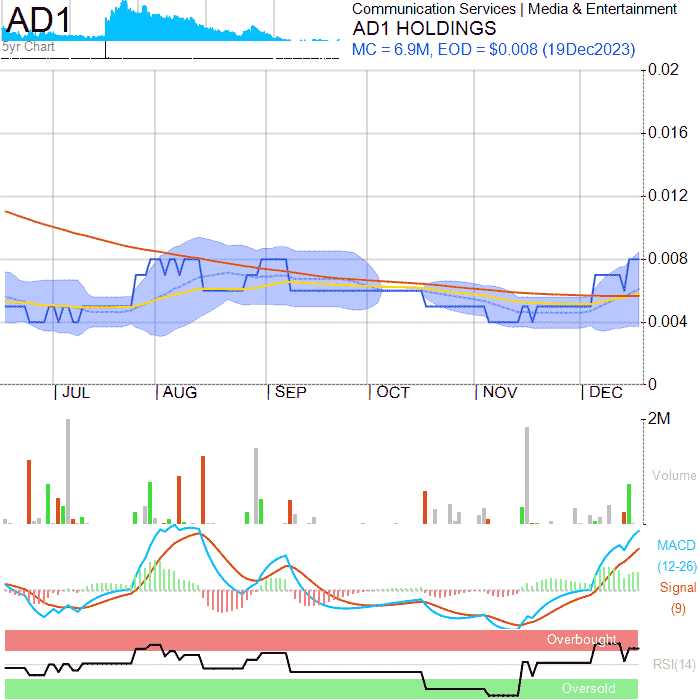 AD1
5yr Chart
Communication Services | Media & Entertainment
AD1 HOLDINGS
MC = 6.9M, EOD = $0.008 (19Dec2023)
0.02
0.016
0.012
0.008
0.004
0
JUL
AUG
SEP
OCT
NOV
DEC
2M
Volume
MACD
(12-26)
Signal
(9)
Overbought
RSI(14)
Oversold